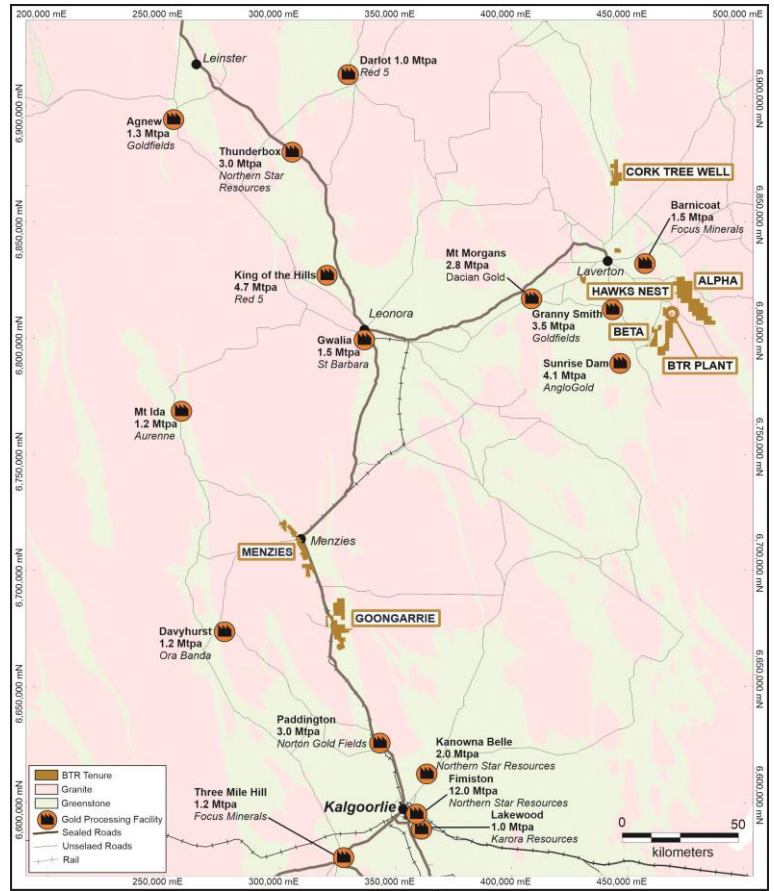 200,000 mE
250,000 mE
300,000 mE
350,000 mE
400,000 mE
450,000 mE
500,000 mE
Leinster
Darlot 1.0 Mtpa
Red 5
6,900,000 mN
6,900,000 mN
Agnew
1.3 Mtpa
Goldfields
Thunderbox
3.0 Mtpa
Northern Star
Resources
CORK TREE WELL
6,850,000 mN
6,850,000 mN
Barnicoat
1.5 Mtpa
Focus Minerals
King of the Hills
4.7 Mtpa
Red 5
Mt Morgans
2.8 Mtpa
Dacian Gold
Laverton
HAWKS NEST
ALPHA
Leonora
Granny Smith
3.5 Mtpa
Goldfields
BETA
BTR PLANT
6,800,000 mN
6,800,000 mN
Gwalia
1.5 Mtpa
St Barbara
Sunrise Dam
4.1 Mtpa
AngloGold
Mt Ida
1.2 Mtpa
Aurenne
6,750,000 mN
6,750,000 mN
Menzies
MENZIES
6,700,000 mN
6,700,000 mN
GOONGARRIE
Davyhurst
1.2 Mtpa
Ora Banda
6,650,000 mN
6,650,000 mN
Paddington
3.0 Mtpa
Norton Gold Fields
Kanowna Belle
2.0 Mtpa
Northern Star Resources
Fimiston
12.0 Mtpa
Northern Star Resources
Kalgoorlie
Lakewood
1.0 Mtpa
Karora Resources
Three Mile Hill
1.2 Mtpa
Focus Minerals
6,600,000 mN
6,600,000 mN
BTR Tenure
Granite
Greenstone
Gold Processing Facility
Sealed Roads
Unselaed Roads
Rail
0
50
kilometers
250,000 mE
300,000 mE
350,000 mE
400,000 mE
450,000 mE